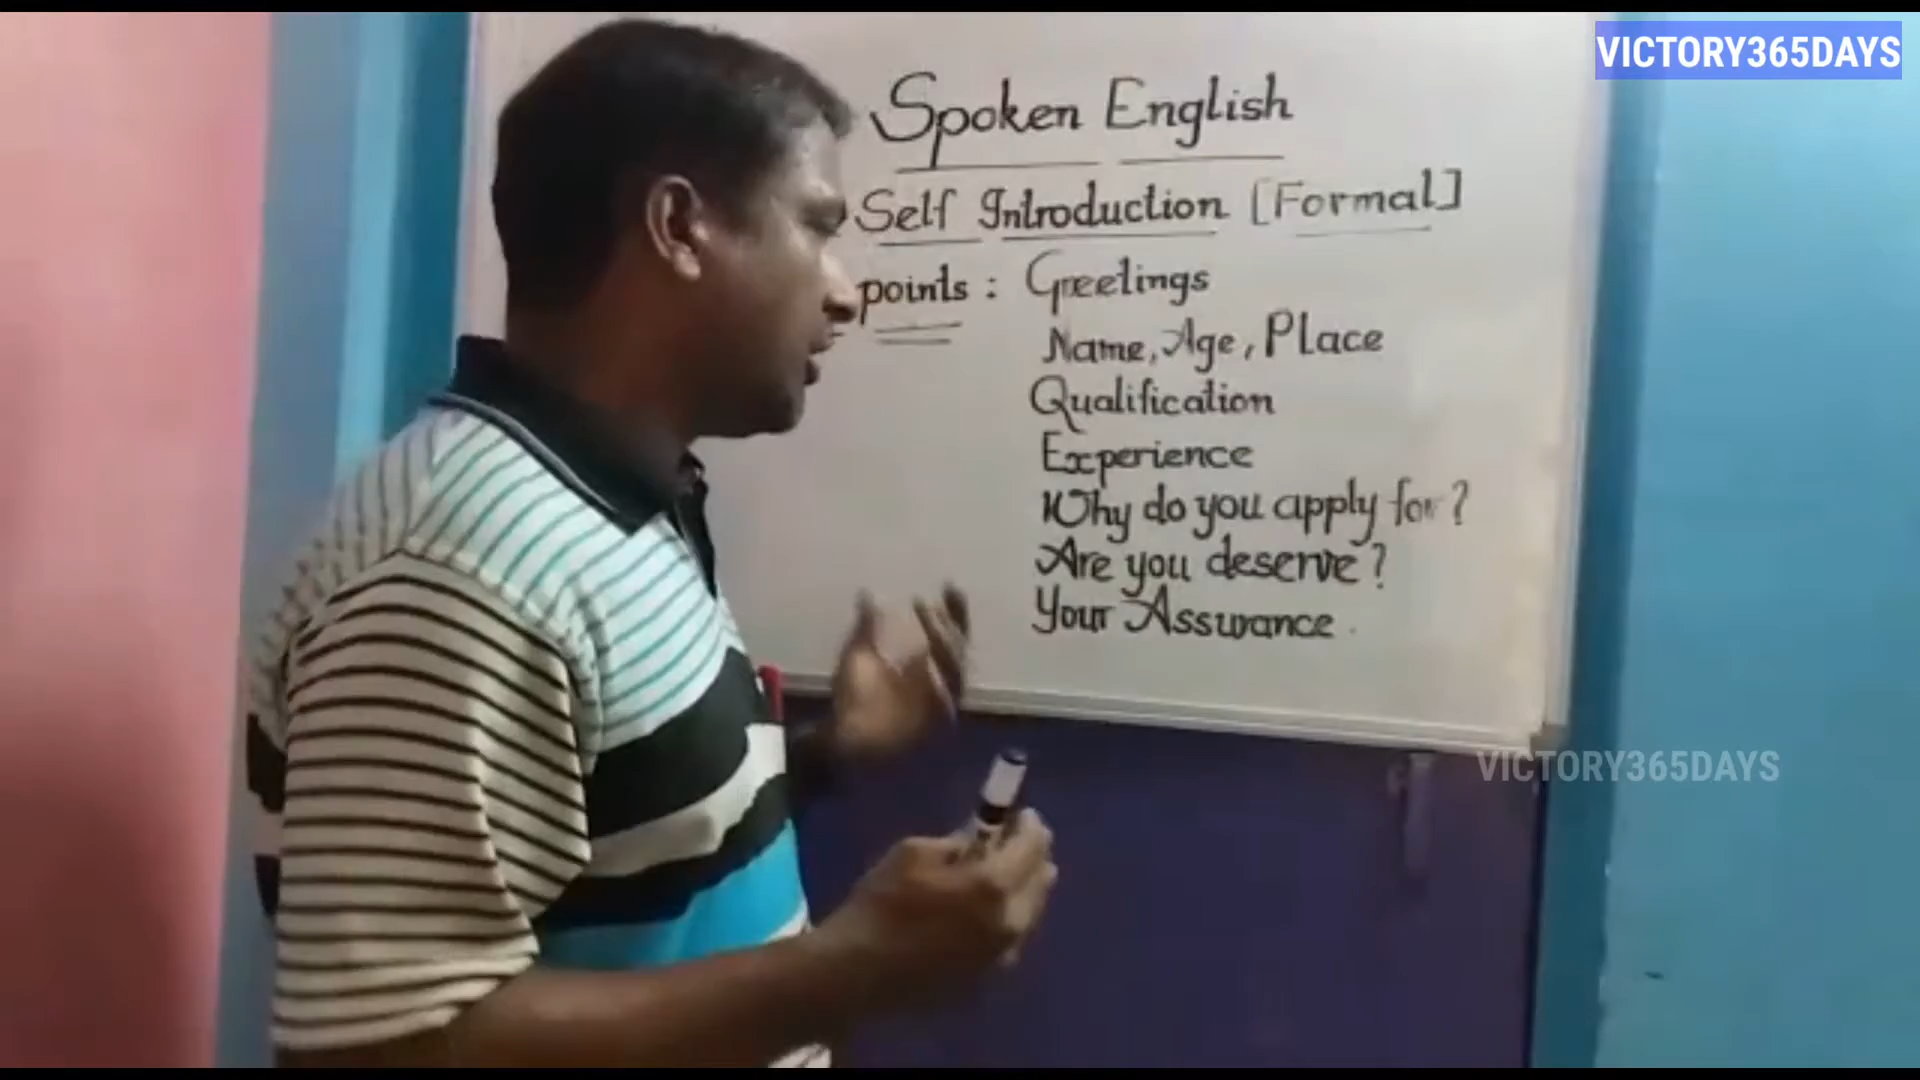 VICTORY365DAYS
Spoken English
Self Introduction [Formal]
points : Greetings
Name, Age, Place
Qualification
Experience
Why do you apply for ?
Are you deserve ?
Your Assurance.
VICTORY365DAYS